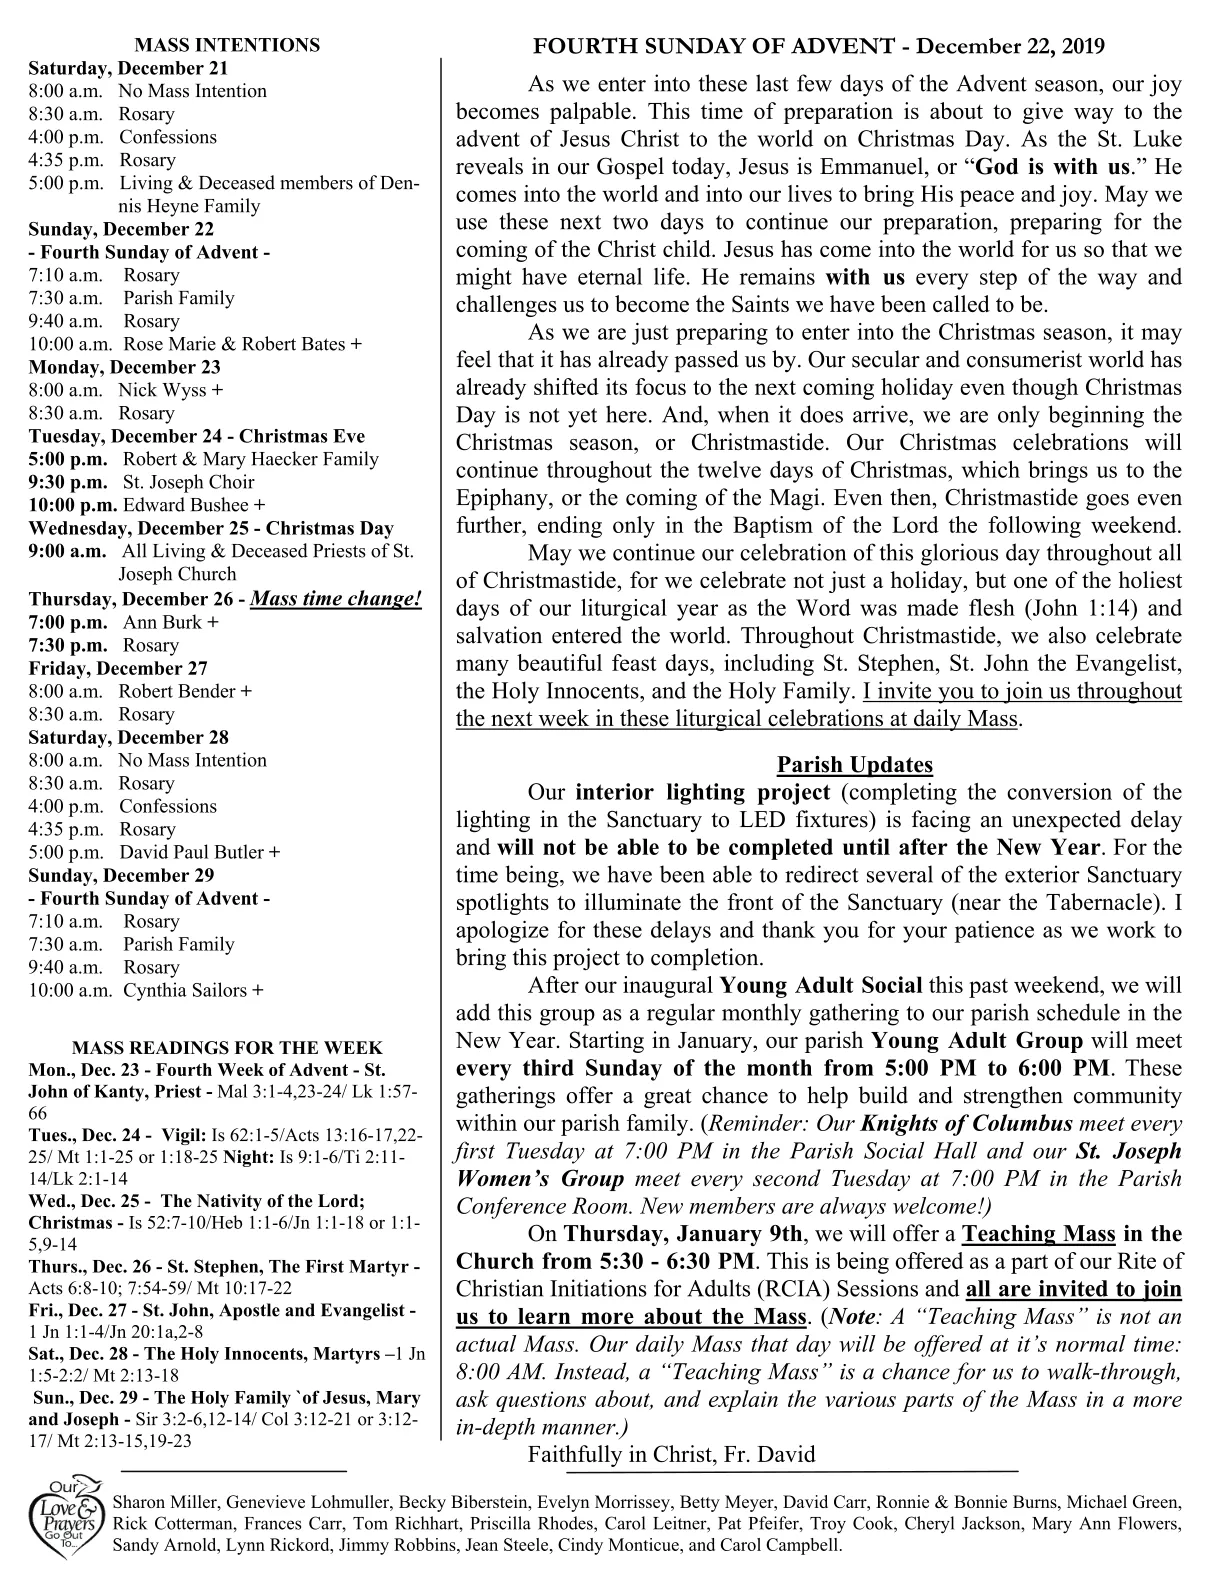 MASS INTENTIONS
Saturday, December 21
8:00 a.m. No Mass Intention
8:30 a.m. Rosary
4:00 p.m. Confessions
4:35 p.m. Rosary
5:00 p.m. Living & Deceased members of Den-
nis Heyne Family
Sunday, December 22
- Fourth Sunday of Advent -
7:10 a.m. Rosary
7:30 a.m. Parish Family
9:40 a.m. Rosary
10:00 a.m. Rose Marie & Robert Bates +
Monday, December 23
8:00 a.m. Nick Wyss +
8:30 a.m. Rosary
Tuesday, December 24 - Christmas Eve
5:00 p.m. Robert & Mary Haecker Family
9:30 p.m. St. Joseph Choir
10:00 p.m. Edward Bushee +
Wednesday, December 25 - Christmas Day
9:00 a.m. All Living & Deceased Priests of St.
Joseph Church
Thursday, December 26 - Mass time change!
7:00 p.m. Ann Burk +
7:30 p.m. Rosary
Friday, December 27
8:00 a.m. Robert Bender +
8:30 a.m. Rosary
Saturday, December 28
8:00 a.m. No Mass Intention
8:30 a.m. Rosary
4:00 p.m. Confessions
4:35 p.m. Rosary
5:00 p.m. David Paul Butler +
Sunday, December 29
- Fourth Sunday of Advent -
7:10 a.m. Rosary
7:30 a.m. Parish Family
9:40 a.m. Rosary
10:00 a.m. Cynthia Sailors +
MASS READINGS FOR THE WEEK
Mon., Dec. 23 - Fourth Week of Advent - St.
John of Kanty, Priest - Mal 3:1-4,23-24/ Lk 1:57-
66
Tues., Dec. 24 - Vigil: Is 62:1-5/Acts 13:16-17,22-
25/ Mt 1:1-25 or 1:18-25 Night: Is 9:1-6/Ti 2:11-
14/Lk 2:1-14
Wed., Dec. 25 - The Nativity of the Lord;
Christmas - Is 52:7-10/Heb 1:1-6/Jn 1:1-18 or 1:1-
5,9-14
Thurs., Dec. 26 - St. Stephen, The First Martyr -
Acts 6:8-10; 7:54-59/ Mt 10:17-22
Fri., Dec. 27 - St. John, Apostle and Evangelist -
1 Jn 1:1-4/Jn 20:1a,2-8
Sat., Dec. 28 - The Holy Innocents, Martyrs –1 Jn
1:5-2:2/ Mt 2:13-18
Sun., Dec. 29 - The Holy Family `of Jesus, Mary
and Joseph - Sir 3:2-6,12-14/ Col 3:12-21 or 3:12-
17/ Mt 2:13-15,19-23
FOURTH SUNDAY OF ADVENT - December 22, 2019
As we enter into these last few days of the Advent season, our joy
becomes palpable. This time of preparation is about to give way to the
advent of Jesus Christ to the world on Christmas Day. As the St. Luke
reveals in our Gospel today, Jesus is Emmanuel, or “God is with us.” He
comes into the world and into our lives to bring His peace and joy. May we
use these next two days to continue our preparation, preparing for the
coming of the Christ child. Jesus has come into the world for us so that we
might have eternal life. He remains with us every step of the way and
challenges us to become the Saints we have been called to be.
As we are just preparing to enter into the Christmas season, it may
feel that it has already passed us by. Our secular and consumerist world has
already shifted its focus to the next coming holiday even though Christmas
Day is not yet here. And, when it does arrive, we are only beginning the
Christmas season, or Christmastide. Our Christmas celebrations will
continue throughout the twelve days of Christmas, which brings us to the
Epiphany, or the coming of the Magi. Even then, Christmastide goes even
further, ending only in the Baptism of the Lord the following weekend.
May we continue our celebration of this glorious day throughout all
of Christmastide, for we celebrate not just a holiday, but one of the holiest
days of our liturgical year as the Word was made flesh (John 1:14) and
salvation entered the world. Throughout Christmastide, we also celebrate
many beautiful feast days, including St. Stephen, St. John the Evangelist,
the Holy Innocents, and the Holy Family. I invite you to join us throughout
the next week in these liturgical celebrations at daily Mass.
Parish Updates
Our interior lighting project (completing the conversion of the
lighting in the Sanctuary to LED fixtures) is facing an unexpected delay
and will not be able to be completed until after the New Year. For the
time being, we have been able to redirect several of the exterior Sanctuary
spotlights to illuminate the front of the Sanctuary (near the Tabernacle). I
apologize for these delays and thank you for your patience as we work to
bring this project to completion.
After our inaugural Young Adult Social this past weekend, we will
add this group as a regular monthly gathering to our parish schedule in the
New Year. Starting in January, our parish Young Adult Group will meet
every third Sunday of the month from 5:00 PM to 6:00 PM. These
gatherings offer a great chance to help build and strengthen community
within our parish family. (Reminder: Our Knights of Columbus meet every
first Tuesday at 7:00 PM in the Parish Social Hall and our St. Joseph
Women’s Group meet every second Tuesday at 7:00 PM in the Parish
Conference Room. New members are always welcome!)
On Thursday, January 9th, we will offer a Teaching Mass in the
Church from 5:30 - 6:30 PM. This is being offered as a part of our Rite of
Christian Initiations for Adults (RCIA) Sessions and all are invited to join
us to learn more about the Mass. (Note: A “Teaching Mass” is not an
actual Mass. Our daily Mass that day will be offered at it’s normal time:
8:00 AM. Instead, a “Teaching Mass” is a chance for us to walk-through,
ask questions about, and explain the various parts of the Mass in a more
in-depth manner.)
Faithfully in Christ, Fr. David
Our
Love &
Prayers
Go Out
To...
Sharon Miller, Genevieve Lohmuller, Becky Biberstein, Evelyn Morrissey, Betty Meyer, David Carr, Ronnie & Bonnie Burns, Michael Green,
Rick Cotterman, Frances Carr, Tom Richhart, Priscilla Rhodes, Carol Leitner, Pat Pfeifer, Troy Cook, Cheryl Jackson, Mary Ann Flowers,
Sandy Arnold, Lynn Rickord, Jimmy Robbins, Jean Steele, Cindy Monticue, and Carol Campbell.